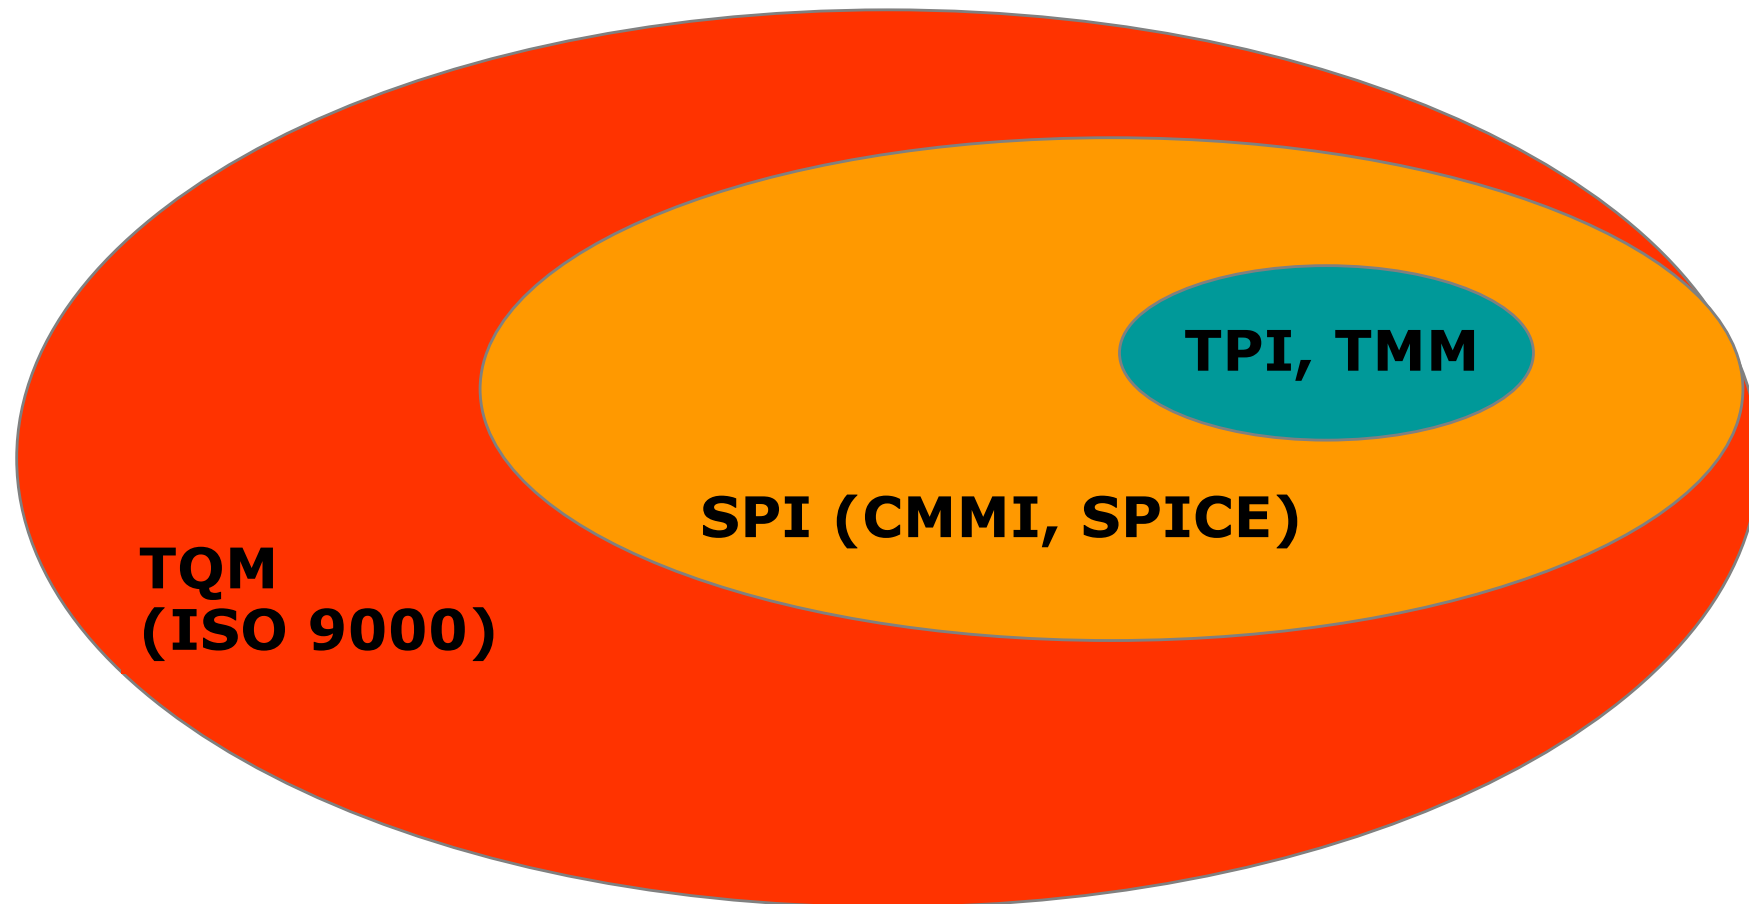 TPI, TMM
SPI (CMMI, SPICE)
TQM
(ISO 9000)